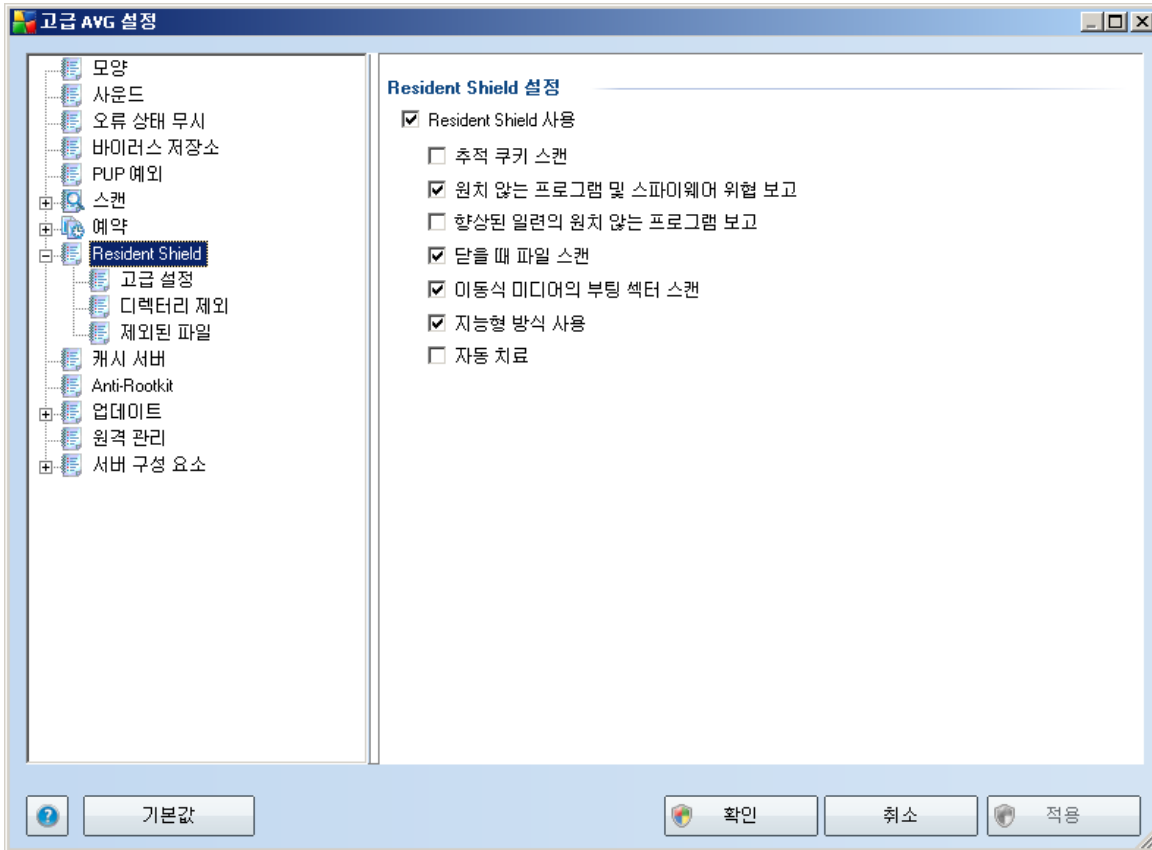 고급 AVG 설정
모양
사운드
오류 상태 무시
바이러스 저장소
PUP 예외
스캔
예약
Resident Shield
고급 설정
디렉터리 제외
제외된 파일
캐시 서버
Anti-Rootkit
업데이트
원격 관리
서버 구성 요소
Resident Shield 설정
Resident Shield 사용
추적 쿠키 스캔
원치 않는 프로그램 및 스파이웨어 위협 보고
향상된 일련의 원치 않는 프로그램 보고
닫을 때 파일 스캔
이동식 미디어의 부팅 섹터 스캔
지능형 방식 사용
자동 치료
기본값
확인
취소
적용